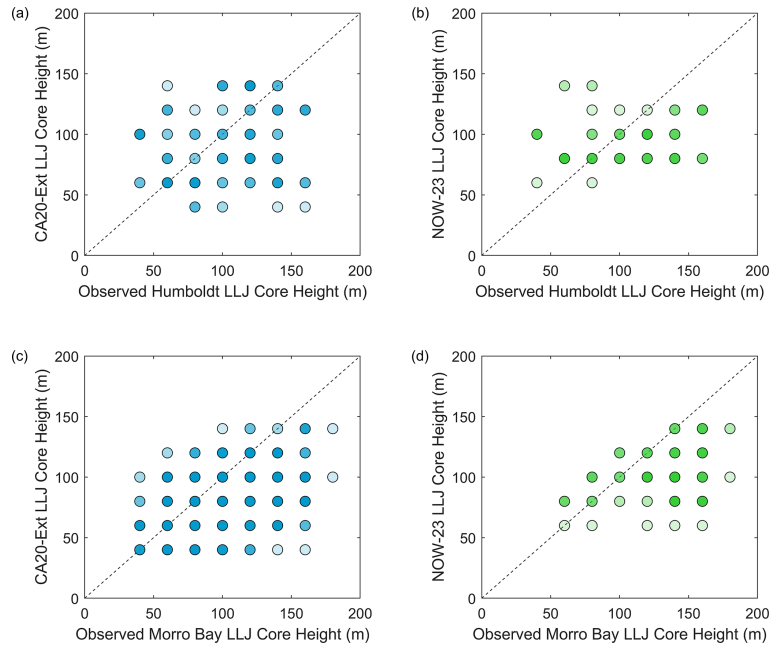 (a)
CA20-Ext LLJ Core Height (m)
200
150
100
50
0
0 50 100 150 200
Observed Humboldt LLJ Core Height (m)
(b)
NOW-23 LLJ Core Height (m)
200
150
100
50
0
0 50 100 150 200
Observed Humboldt LLJ Core Height (m)
(c)
CA20-Ext LLJ Core Height (m)
200
150
100
50
0
0 50 100 150 200
Observed Morro Bay LLJ Core Height (m)
(d)
NOW-23 LLJ Core Height (m)
200
150
100
50
0
0 50 100 150 200
Observed Morro Bay LLJ Core Height (m)